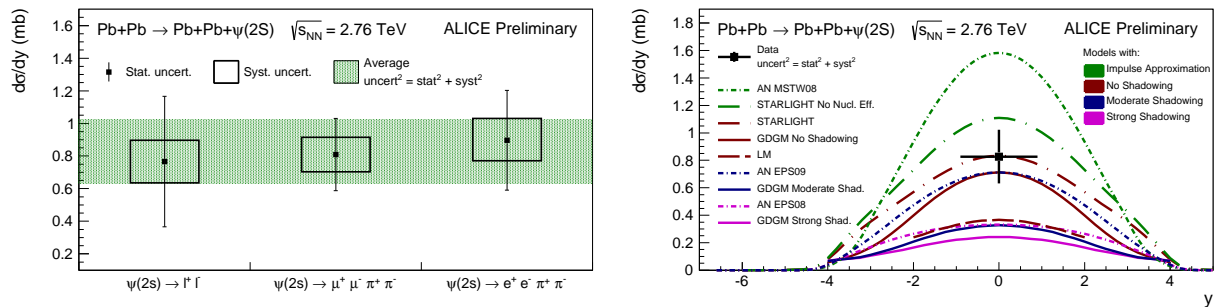 Pb+Pb → Pb+Pb+ψ(2S) √sNN = 2.76 TeV ALICE Preliminary
Stat. uncert. Syst. uncert. Average
uncert² = stat² + syst²
dσ/dy (mb)
1.6
1.4
1.2
1
0.8
0.6
0.4
0.2
ψ(2s) → l⁺ l⁻ ψ(2s) → μ⁺ μ⁻ π⁺ π⁻ ψ(2s) → e⁺ e⁻ π⁺ π⁻
Pb+Pb → Pb+Pb+ψ(2S) √sNN = 2.76 TeV ALICE Preliminary
Data
uncert² = stat² + syst²
AN MSTW08
STARLIGHT No Nucl. Eff.
STARLIGHT
GDGM No Shadowing
LM
AN EPS09
GDGM Moderate Shad.
AN EPS08
GDGM Strong Shad.
Models with:
Impulse Approximation
No Shadowing
Moderate Shadowing
Strong Shadowing
dσ/dy (mb)
1.8
1.6
1.4
1.2
1
0.8
0.6
0.4
0.2
0
-6 -4 -2 0 2 4
y